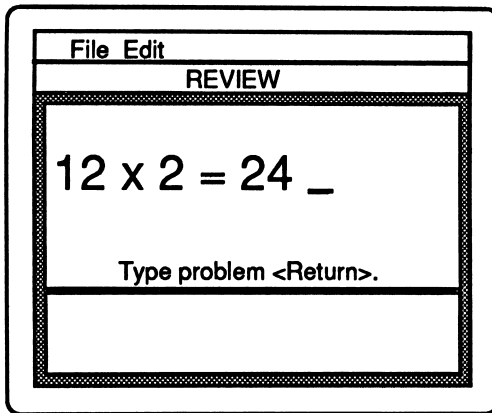 File Edit
REVIEW
12 x 2 = 24 _
Type problem <Return>.